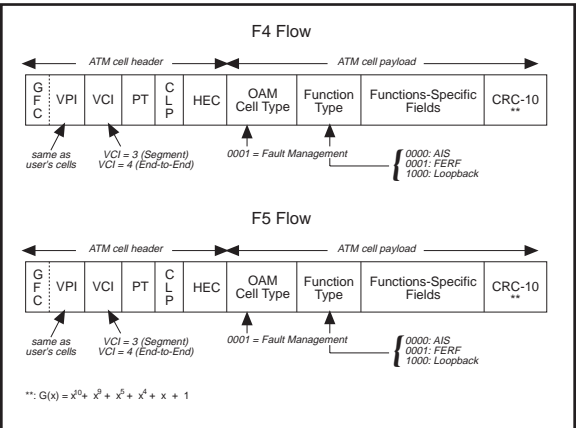 F4 Flow
ATM cell header ATM cell payload
GFC VPI VCI PT CLP HEC OAM Cell Type Function Type Functions-Specific Fields CRC-10 **
same as user's cells
VCI = 3 (Segment)
VCI = 4 (End-to-End)
0001 = Fault Management
0000: AIS
0001: FERF
1000: Loopback
F5 Flow
ATM cell header ATM cell payload
GFC VPI VCI PT CLP HEC OAM Cell Type Function Type Functions-Specific Fields CRC-10 **
same as user's cells
VCI = 3 (Segment)
VCI = 4 (End-to-End)
0001 = Fault Management
0000: AIS
0001: FERF
1000: Loopback
**: G(x) = x¹⁰+ x⁹ + x⁵ + x⁴ + x + 1